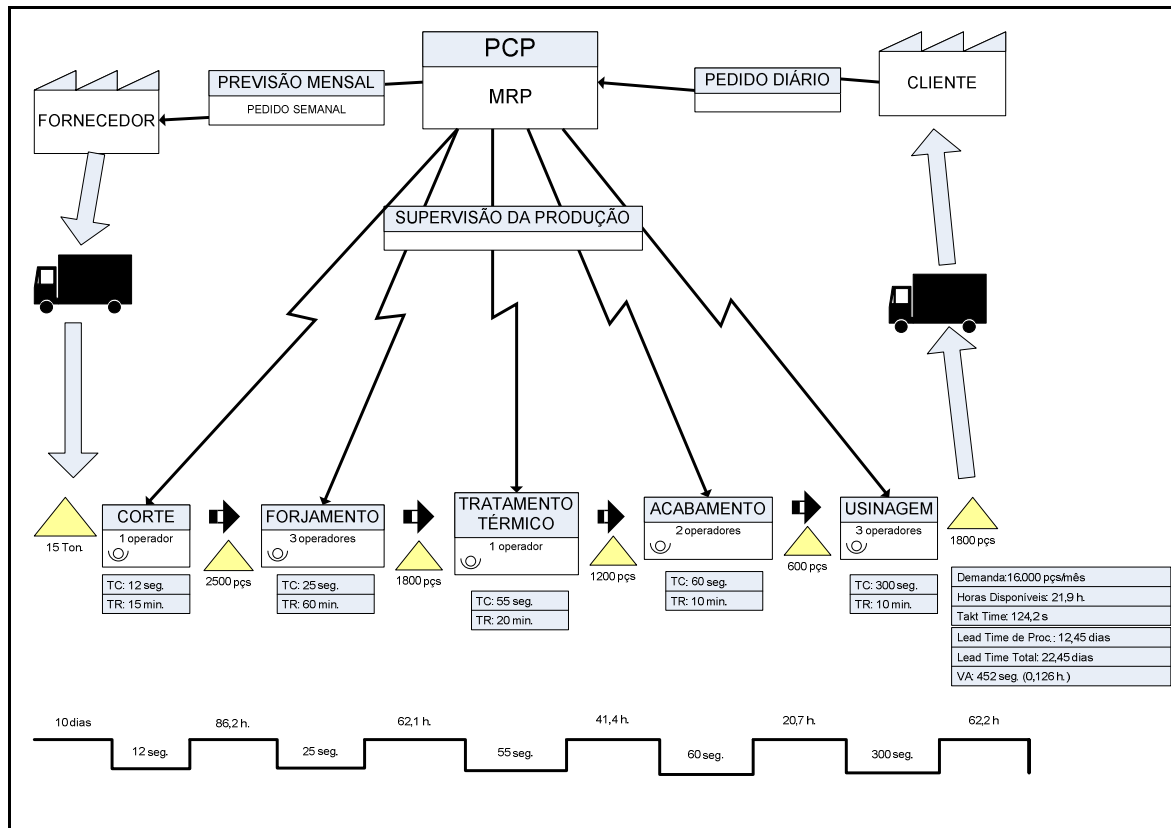 PCP
MRP
PREVISÃO MENSAL
PEDIDO SEMANAL
FORNECEDOR
PEDIDO DIÁRIO
CLIENTE
SUPERVISÃO DA PRODUÇÃO
15 Ton.
CORTE
1 operador
TC: 12 seg.
TR: 15 min.
2500 pçs
FORJAMENTO
3 operadores
TC: 25 seg.
TR: 60 min.
1800 pçs
TRATAMENTO
TÉRMICO
1 operador
TC: 55 seg.
TR: 20 min.
1200 pçs
ACABAMENTO
2 operadores
TC: 60 seg.
TR: 10 min.
600 pçs
USINAGEM
3 operadores
TC: 300 seg.
TR: 10 min.
1800 pçs
Demanda:16.000 pçs/mês
Horas Disponíveis: 21,9 h.
Takt Time: 124,2 s
Lead Time de Proc.: 12,45 dias
Lead Time Total: 22,45 dias
VA: 452 seg. (0,126 h.)
10 dias
12 seg.
86,2 h.
25 seg.
62,1 h.
55 seg.
41,4 h.
60 seg.
20,7 h.
300 seg.
62,2 h